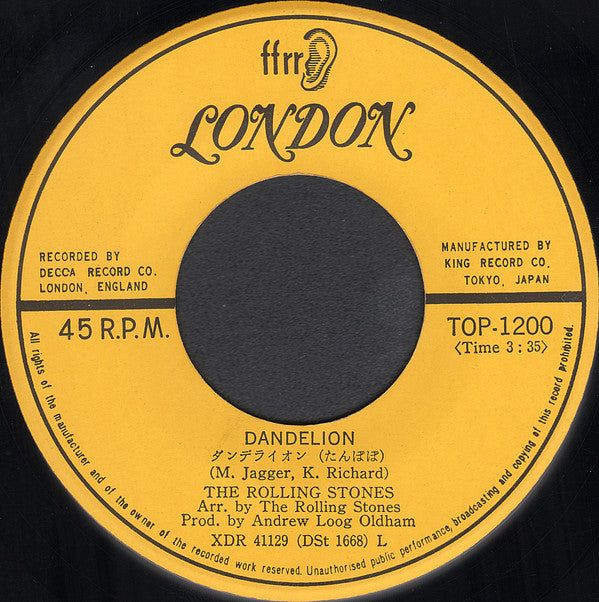 ffrr
LONDON
RECORDED BY
DECCA RECORD CO.
LONDON, ENGLAND
MANUFACTURED BY
KING RECORD CO.
TOKYO, JAPAN
45 R.P.M.
TOP-1200
〈Time 3:35〉
DANDELION
ダンデライオン (たんぽぽ)
(M. Jagger, K. Richard)
THE ROLLING STONES
Arr. by The Rolling Stones
Prod. by Andrew Loog Oldham
XDR 41129 (DSt 1668) L
All rights of the manufacturer and of the owner of the recorded work reserved. Unauthorised public performance, broadcasting and copying of this record prohibited.